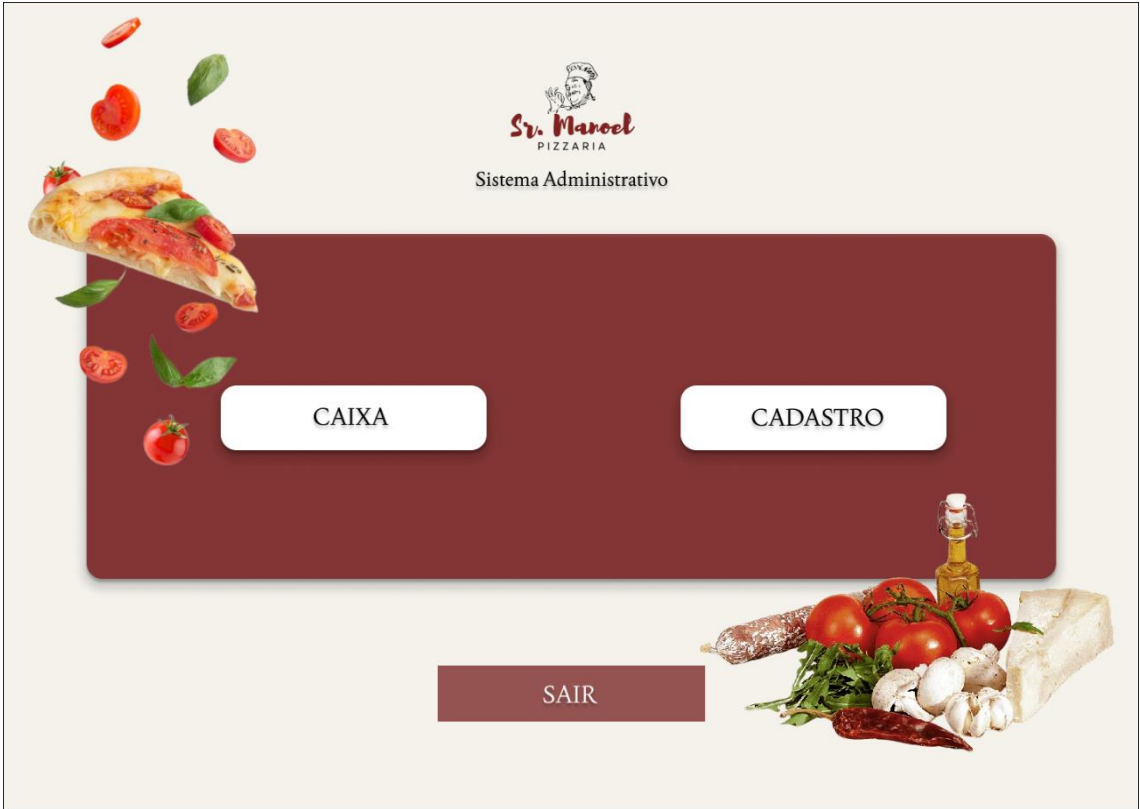 Sr. Manoel
PIZZARIA
Sistema Administrativo
CAIXA
CADASTRO
SAIR